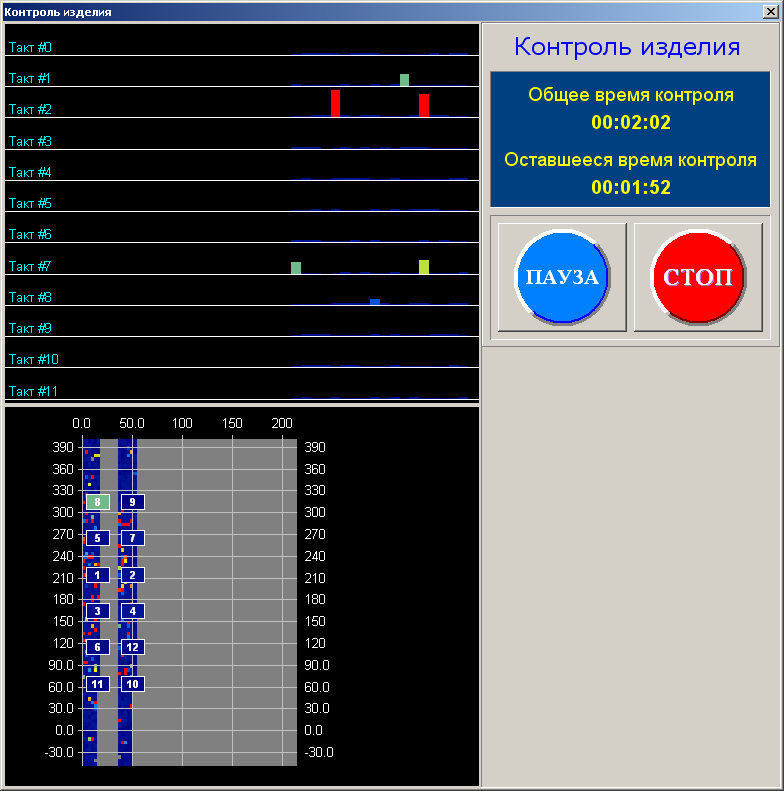 Контроль изделия
Такт #0
Такт #1
Такт #2
Такт #3
Такт #4
Такт #5
Такт #6
Такт #7
Такт #8
Такт #9
Такт #10
Такт #11
Контроль изделия
Общее время контроля
00:02:02
Оставшееся время контроля
00:01:52
ПАУЗА СТОП
0.0 50.0 100 150 200
390 390
360 360
330 330
8 9
300 300
270 270
5 7
240 240
210 1 2 210
180 180
3 4
150 150
120 6 12 120
90.0 90.0
60.0 11 10 60.0
30.0 30.0
0.0 0.0
-30.0 -30.0